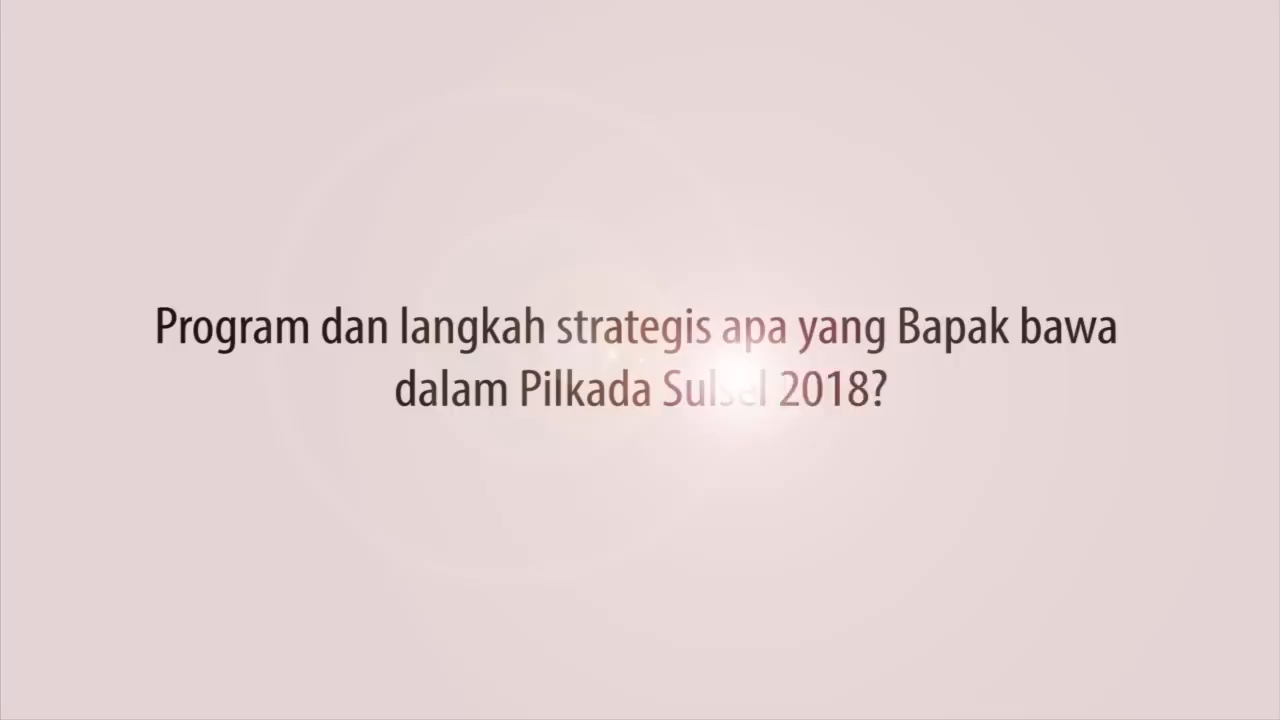 Program dan langkah strategis apa yang Bapak bawa
dalam Pilkada Sulsel 2018?